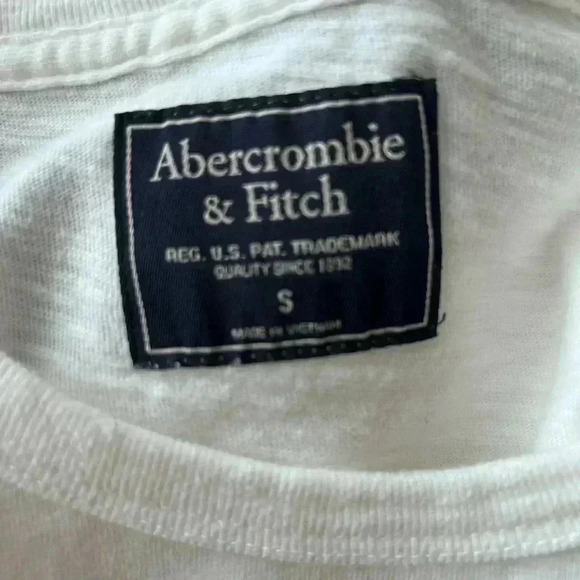 Abercrombie
& Fitch
REG. U.S. PAT. TRADEMARK
QUALITY SINCE 1892
S
MADE IN VIETNAM